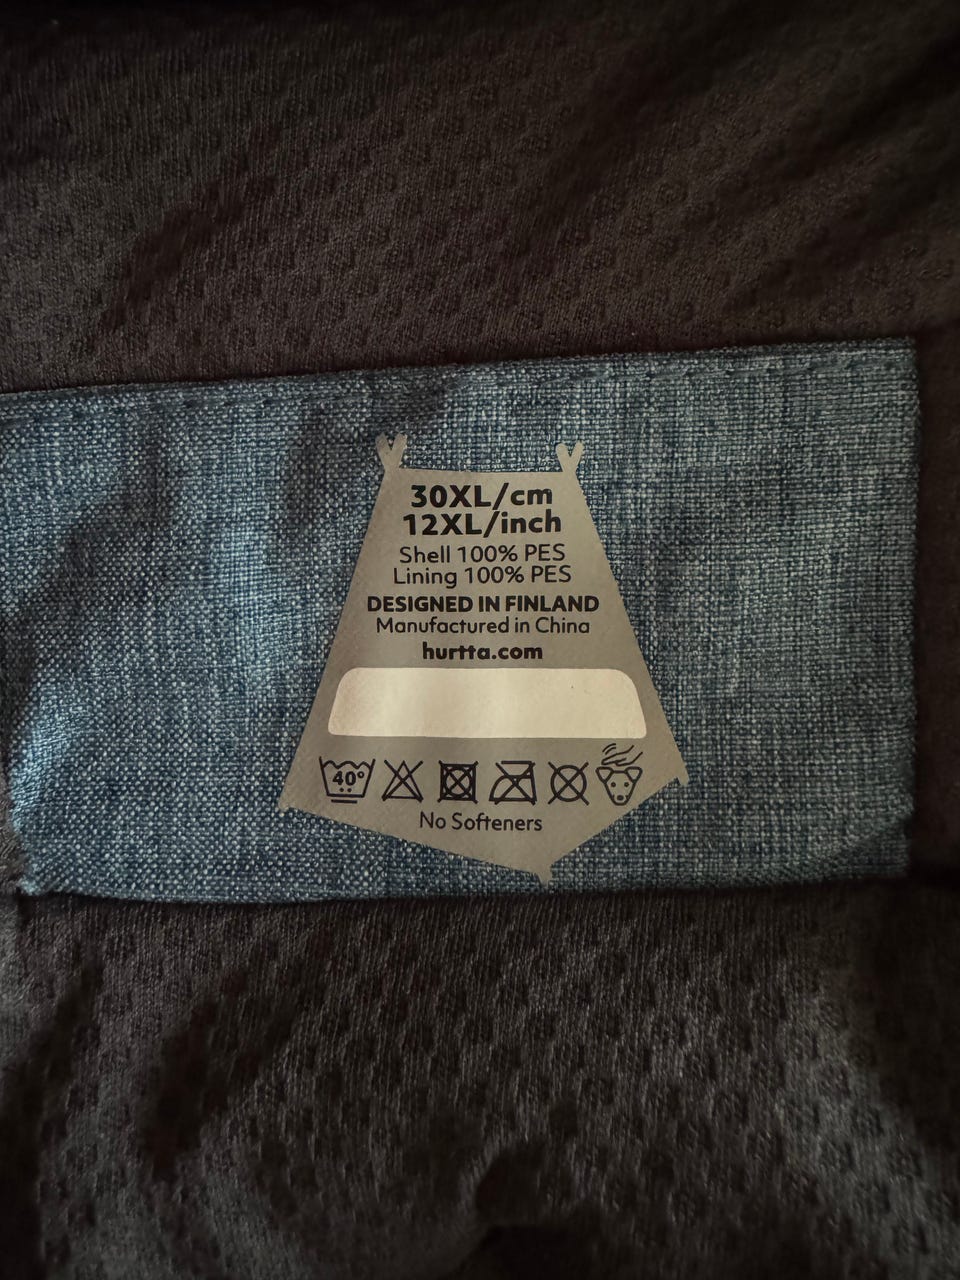 30XL/cm
12XL/inch
Shell 100% PES
Lining 100% PES
DESIGNED IN FINLAND
Manufactured in China
hurtta.com
40°
No Softeners